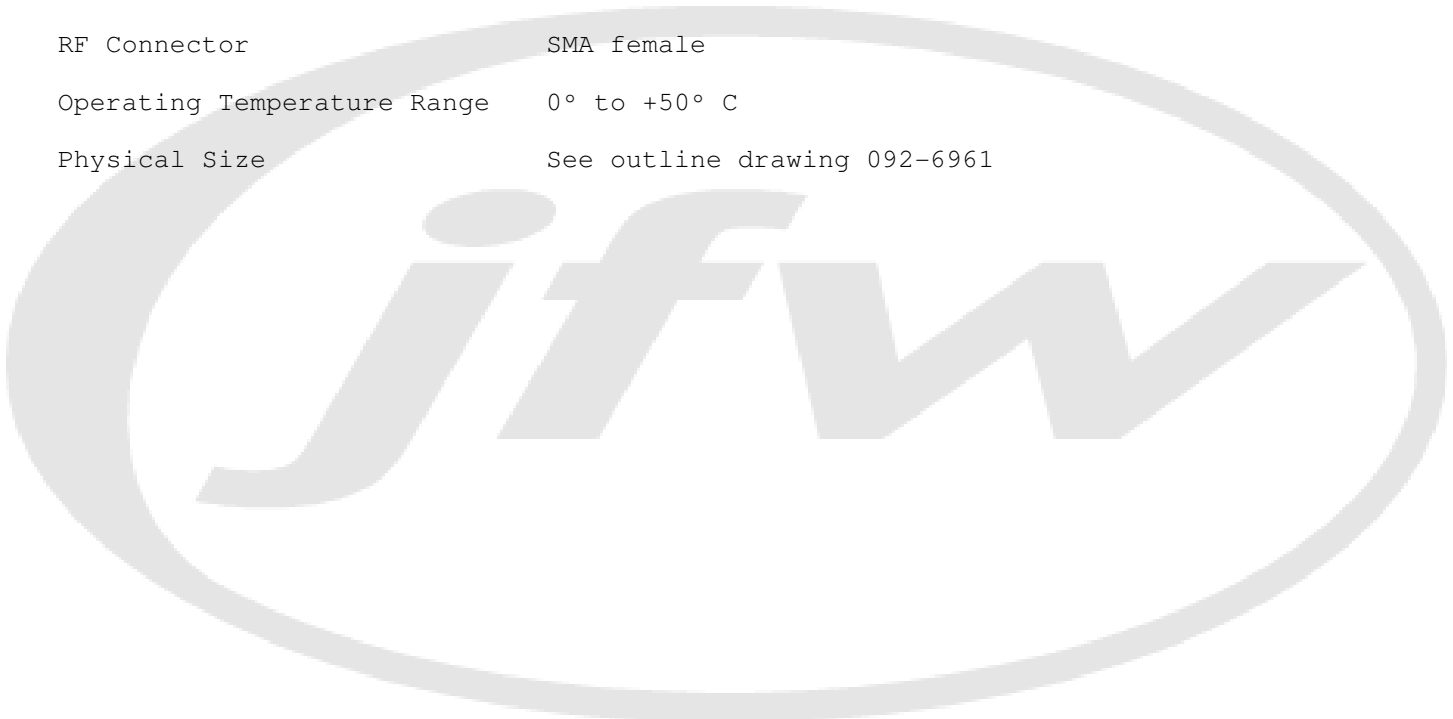 RF Connector SMA female
Operating Temperature Range 0° to +50° C
Physical Size See outline drawing 092-6961
jfw